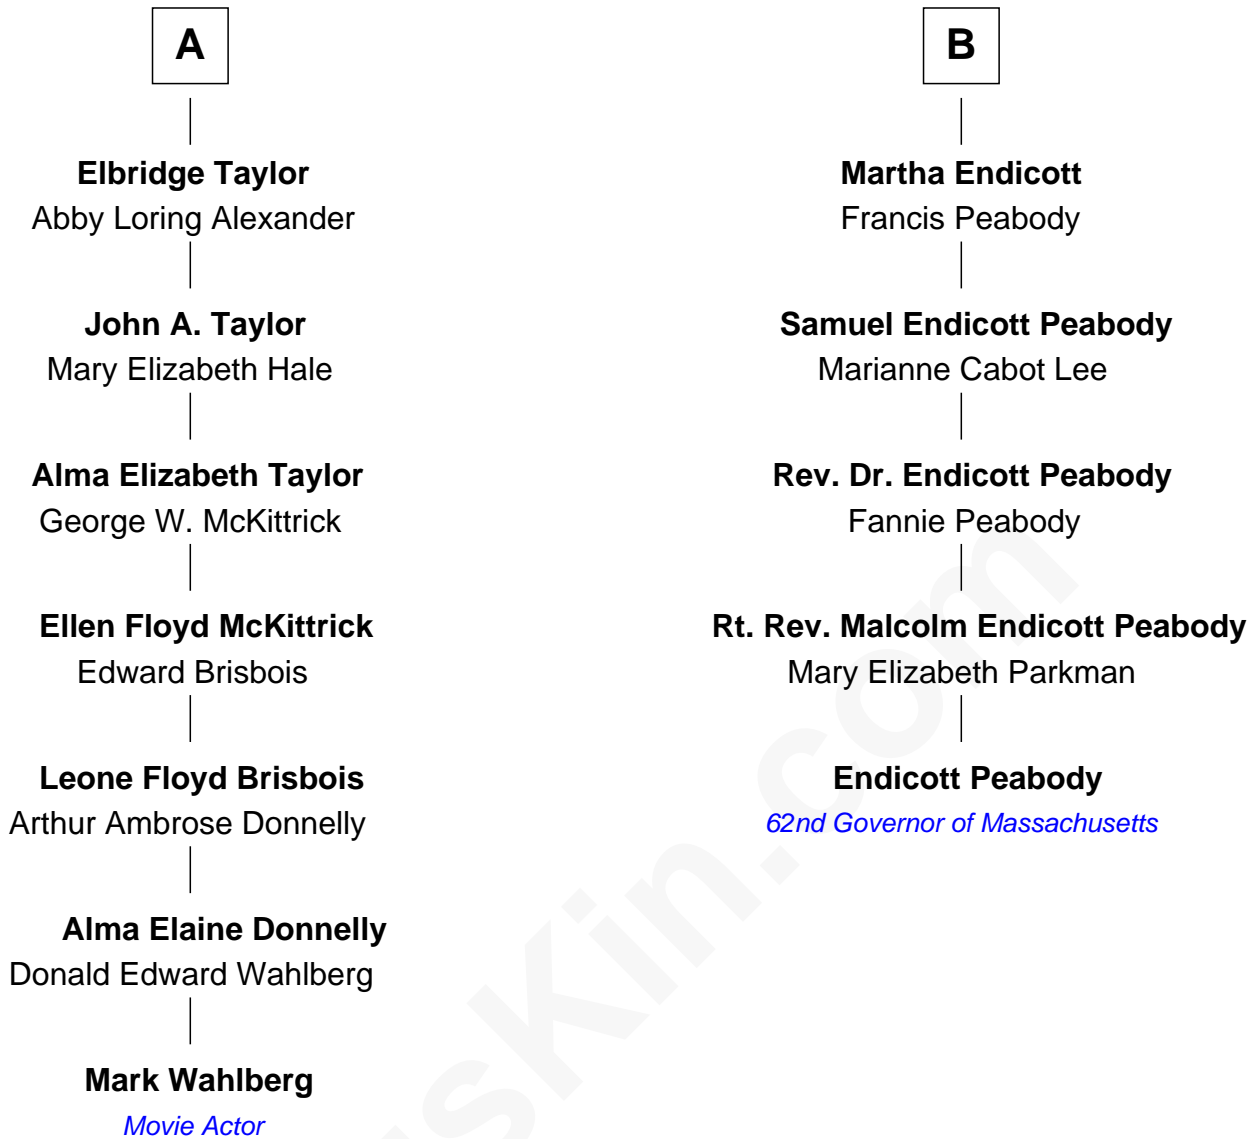 A
Elbridge Taylor
Abby Loring Alexander
John A. Taylor
Mary Elizabeth Hale
Alma Elizabeth Taylor
George W. McKittrick
Ellen Floyd McKittrick
Edward Brisbois
Leone Floyd Brisbois
Arthur Ambrose Donnelly
Alma Elaine Donnelly
Donald Edward Wahlberg
Mark Wahlberg
Movie Actor
B
Martha Endicott
Francis Peabody
Samuel Endicott Peabody
Marianne Cabot Lee
Rev. Dr. Endicott Peabody
Fannie Peabody
Rt. Rev. Malcolm Endicott Peabody
Mary Elizabeth Parkman
Endicott Peabody
62nd Governor of Massachusetts
sKin.com